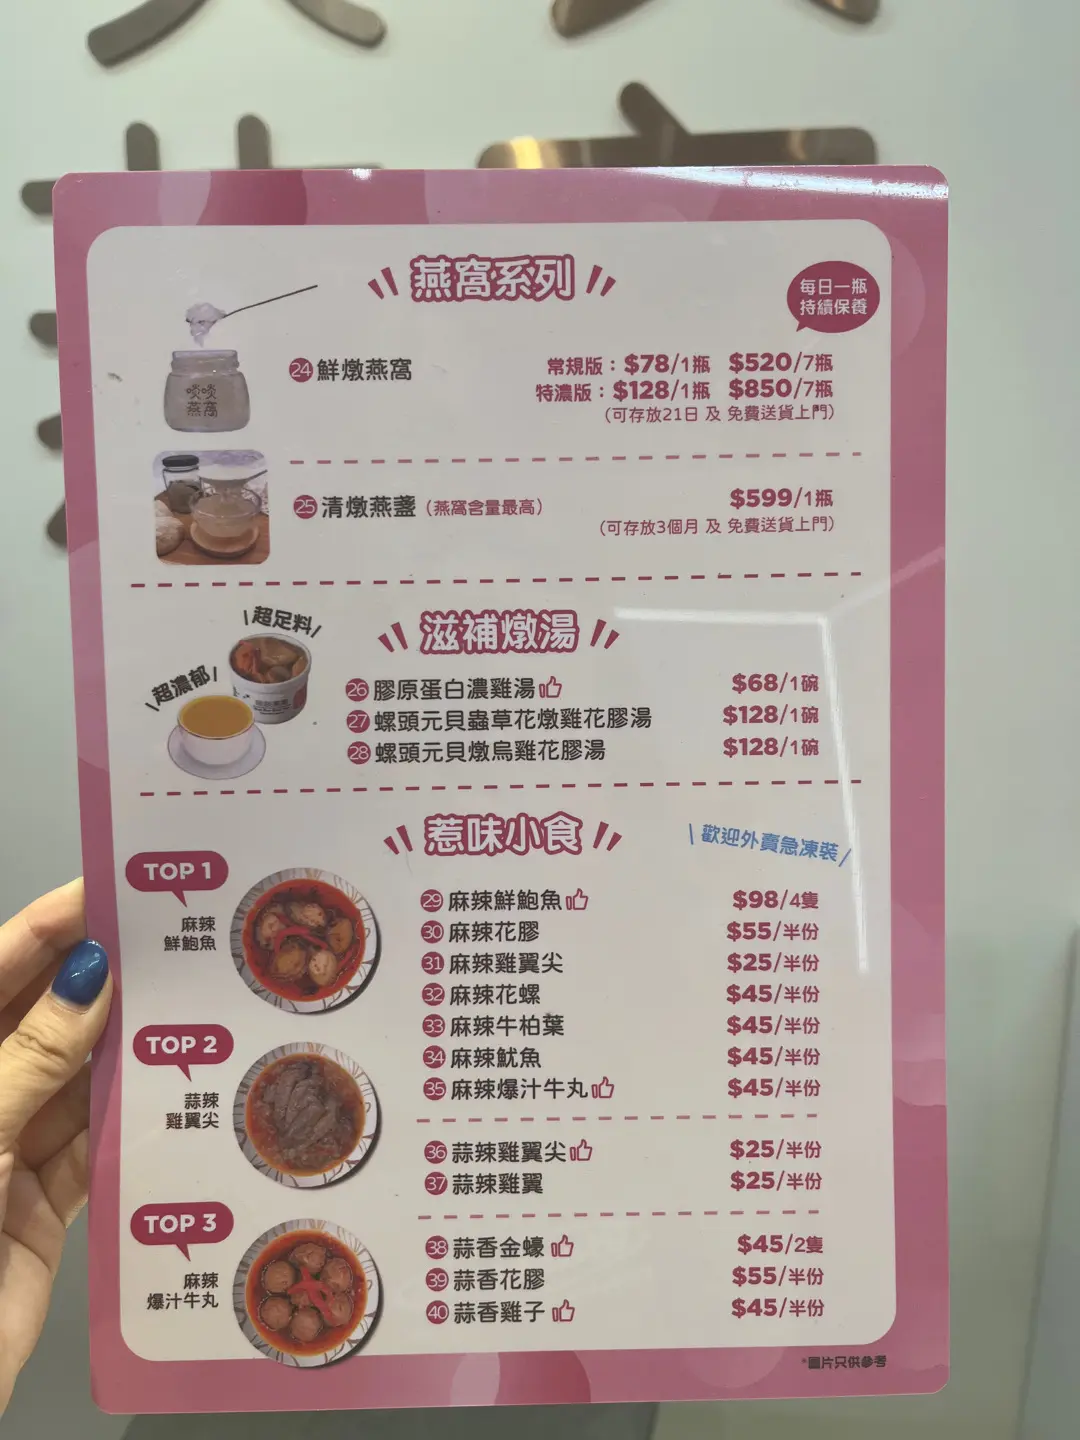 燕窩系列
每日一瓶
持續保養
啖啖
燕窩
24 鮮燉燕窩
常規版：$78/1瓶 $520/7瓶
特濃版：$128/1瓶 $850/7瓶
(可存放21日 及 免費送貨上門)
25 清燉燕盞 (燕窩含量最高)
$599/1瓶
(可存放3個月 及 免費送貨上門)
滋補燉湯
超足料
超濃郁
26 膠原蛋白濃雞湯 $68/1碗
27 螺頭元貝蟲草花燉雞花膠湯 $128/1碗
28 螺頭元貝燉烏雞花膠湯 $128/1碗
惹味小食
歡迎外賣急凍裝
TOP 1
麻辣
鮮鮑魚
TOP 2
蒜辣
雞翼尖
TOP 3
麻辣
爆汁牛丸
29 麻辣鮮鮑魚 $98/4隻
30 麻辣花膠 $55/半份
31 麻辣雞翼尖 $25/半份
32 麻辣花螺 $45/半份
33 麻辣牛柏葉 $45/半份
34 麻辣魷魚 $45/半份
35 麻辣爆汁牛丸 $45/半份
36 蒜辣雞翼尖 $25/半份
37 蒜辣雞翼 $25/半份
38 蒜香金蠔 $45/2隻
39 蒜香花膠 $55/半份
40 蒜香雞子 $45/半份
*圖片只供參考